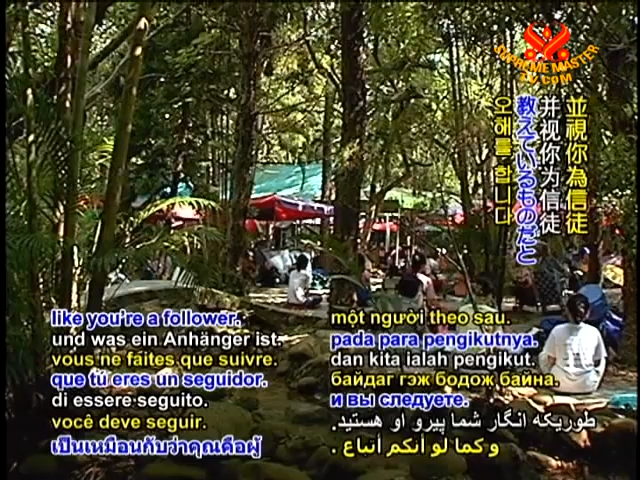 SUPREME MASTER
TV.COM
並視你為信徒
并视你为信徒
教えているものだと
오해를 합니다
like you're a follower.
und was ein Anhänger ist.
vous ne faites que suivre.
que tú eres un seguidor.
di essere seguito.
você deve seguir.
เป็นเหมือนกับว่าคุณคือผู้
một người theo sau.
pada para pengikutnya.
dan kita ialah pengikut.
байдаг гэж бодож байна.
и вы следуете.
طوریکه انگار شما پیرو او هستید.
و كما لو أنكم أتباع .